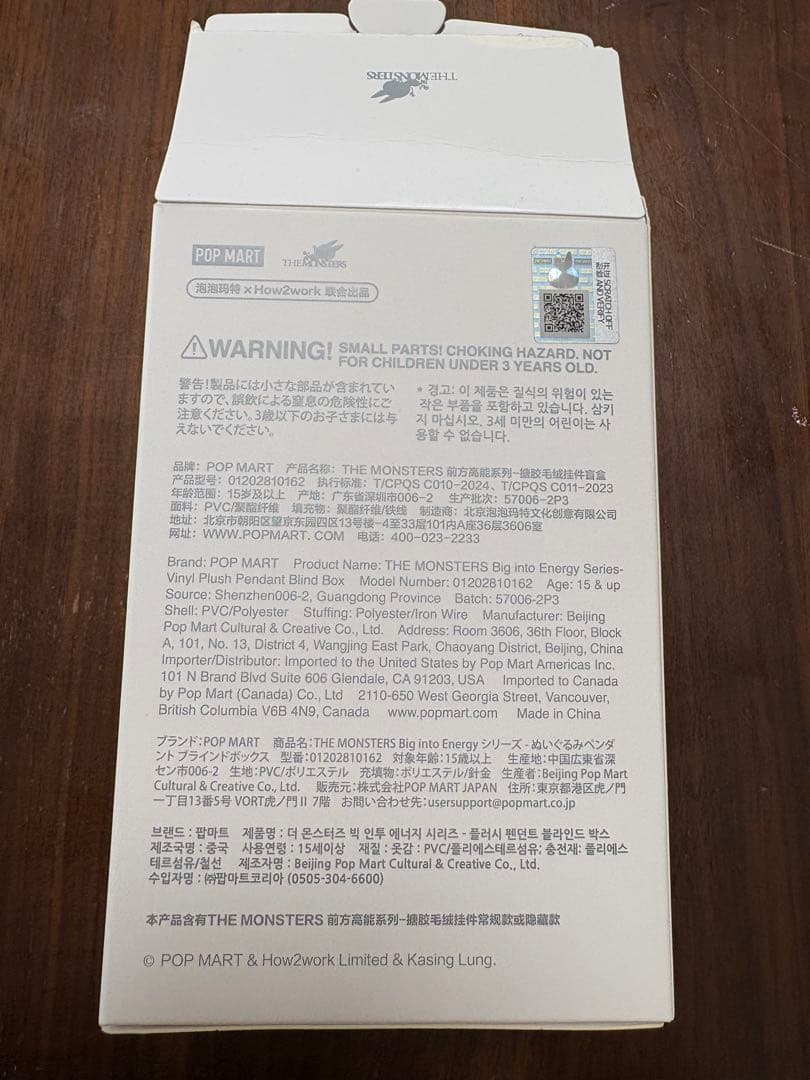 THE MONSTERS
POP MART
THE MONSTERS
泡泡玛特 × How2work 联合出品
刮开验证 SCRATCH OFF AND VERIFY
WARNING! SMALL PARTS! CHOKING HAZARD. NOT
FOR CHILDREN UNDER 3 YEARS OLD.
警告!製品には小さな部品が含まれてい
ますので、誤飲による窒息の危険性にご
注意ください。3歳以下のお子さまには与
えないでください。
* 경고: 이 제품은 질식의 위험이 있는
작은 부품을 포함하고 있습니다. 삼키
지 마십시오. 3세 미만의 어린이는 사
용할 수 없습니다.
品牌: POP MART 产品名称: THE MONSTERS 前方高能系列-搪胶毛绒挂件盲盒
产品型号: 01202810162 执行标准: T/CPQS C010-2024、T/CPQS C011-2023
年龄范围: 15岁及以上 产地: 广东省深圳市006-2 生产批次: 57006-2P3
面料: PVC/聚酯纤维 填充物: 聚酯纤维/铁线 制造商: 北京泡泡玛特文化创意有限公司
地址: 北京市朝阳区望京东园四区13号楼-4至33层101内A座36层3606室
网址: WWW.POPMART. COM 电话: 400-023-2233
Brand: POP MART Product Name: THE MONSTERS Big into Energy Series-
Vinyl Plush Pendant Blind Box Model Number: 01202810162 Age: 15 & up
Source: Shenzhen006-2, Guangdong Province Batch: 57006-2P3
Shell: PVC/Polyester Stuffing: Polyester/Iron Wire Manufacturer: Beijing
Pop Mart Cultural & Creative Co., Ltd. Address: Room 3606, 36th Floor, Block
A, 101, No. 13, District 4, Wangjing East Park, Chaoyang District, Beijing, China
Importer/Distributor: Imported to the United States by Pop Mart Americas Inc.
101 N Brand Blvd Suite 606 Glendale, CA 91203, USA Imported to Canada
by Pop Mart (Canada) Co., Ltd 2110-650 West Georgia Street, Vancouver,
British Columbia V6B 4N9, Canada www.popmart.com Made in China
ブランド:POP MART 商品名:THE MONSTERS Big into Energy シリーズ - ぬいぐるみペンダ
ント ブラインドボックス 型番:01202810162 対象年齢:15歳以上 生産地:中国広東省深
セン市006-2 生地:PVC/ポリエステル 充填物:ポリエステル/針金 生産者:Beijing Pop Mart
Cultural & Creative Co., Ltd. 販売元:株式会社POP MART JAPAN 住所:東京都港区虎ノ門
一丁目13番5号 VORT虎ノ門Ⅱ 7階 お問い合わせ先:usersupport@popmart.co.jp
브랜드 : 팝마트 제품명 : 더 몬스터즈 빅 인투 에너지 시리즈 - 플러시 펜던트 블라인드 박스
제조국명 : 중국 사용연령 : 15세이상 재질 : 옷감 : PVC/폴리에스테르섬유; 충전재: 폴리에스
테르섬유/철선 제조자명 : Beijing Pop Mart Cultural & Creative Co., Ltd.
수입자명 : ㈜팝마트코리아 (0505-304-6600)
本产品含有THE MONSTERS 前方高能系列-搪胶毛绒挂件常规款或隐藏款
© POP MART & How2work Limited & Kasing Lung.